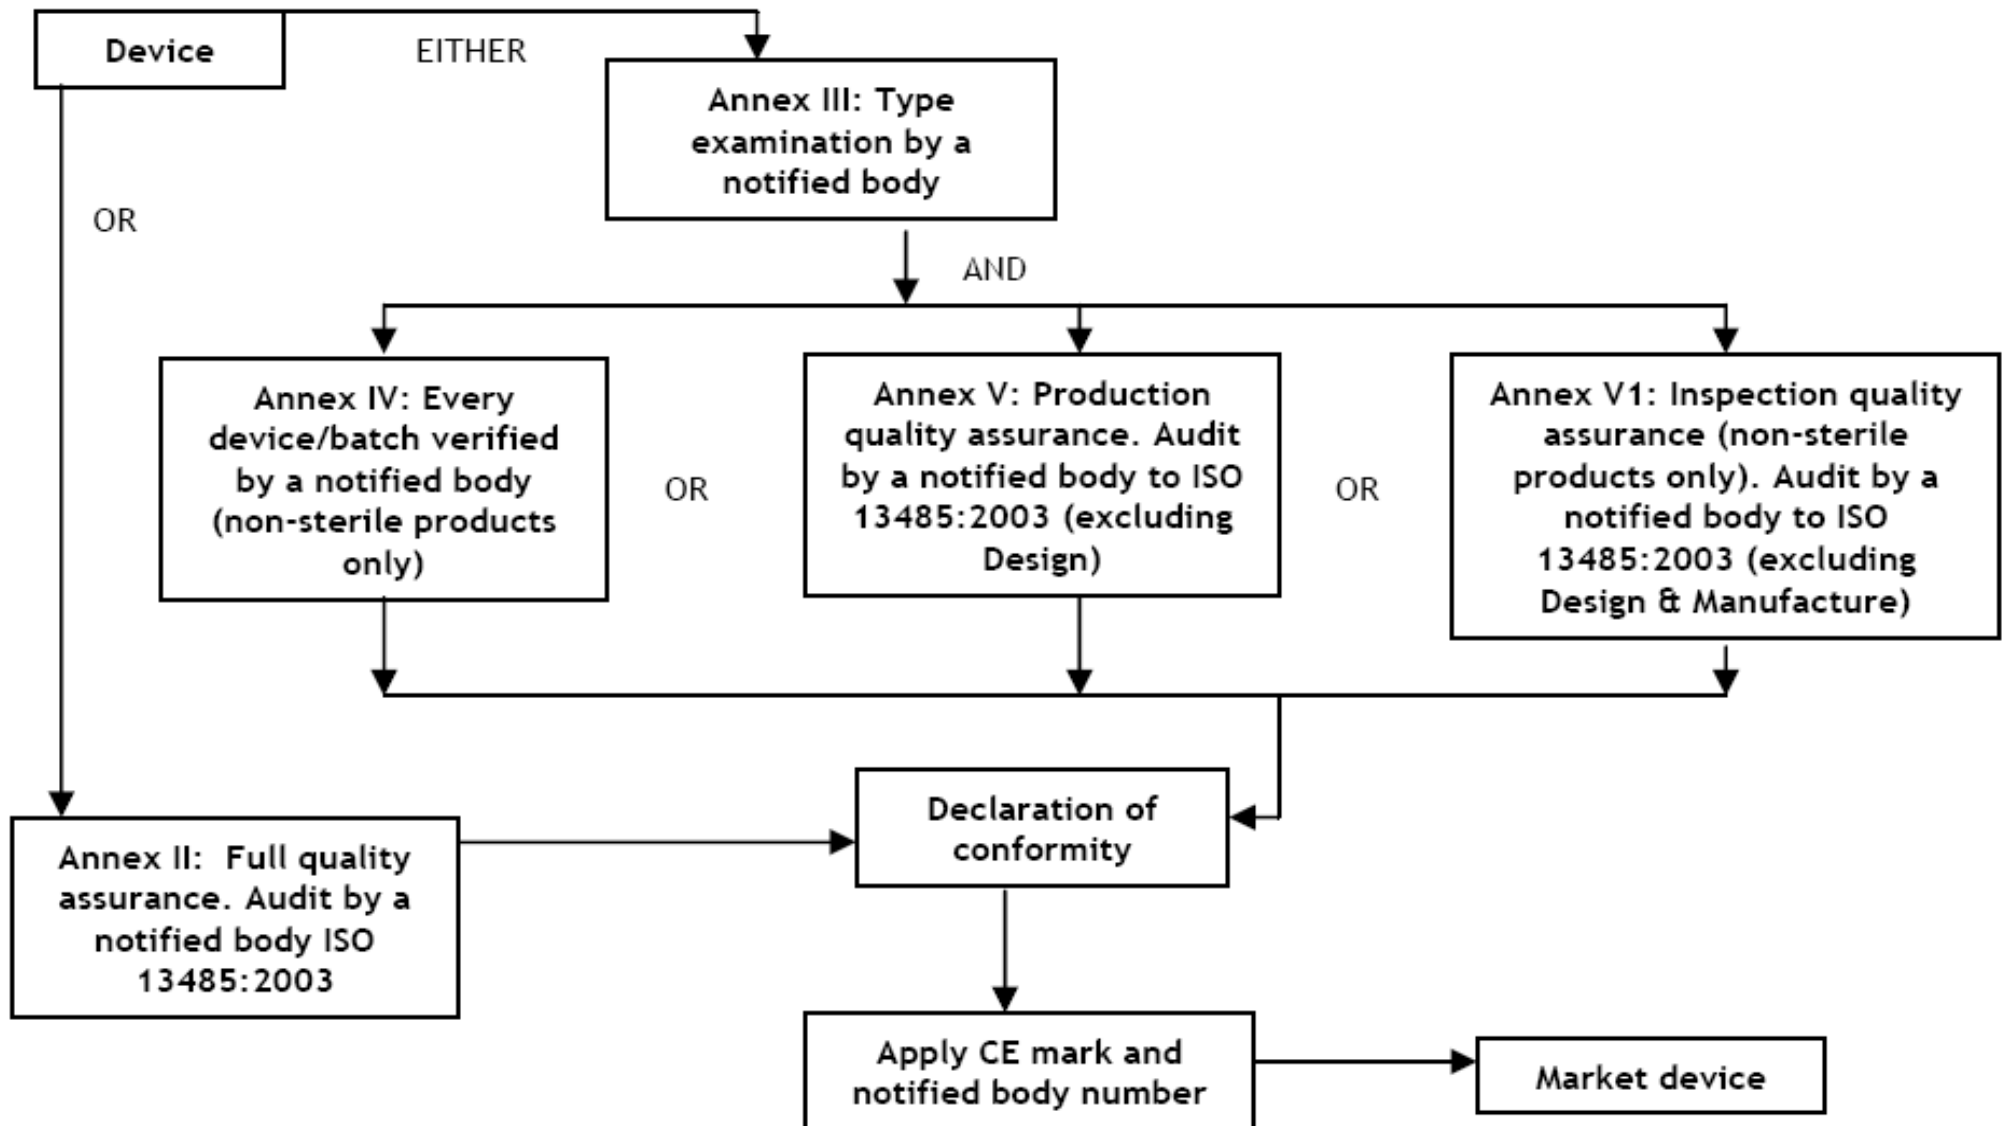 Device
EITHER
Annex III: Type
examination by a
notified body
OR
AND
Annex IV: Every
device/batch verified
by a notified body
(non-sterile products
only)
OR
Annex V: Production
quality assurance. Audit
by a notified body to ISO
13485:2003 (excluding
Design)
OR
Annex V1: Inspection quality
assurance (non-sterile
products only). Audit by a
notified body to ISO
13485:2003 (excluding
Design & Manufacture)
Declaration of
conformity
Annex II: Full quality
assurance. Audit by a
notified body ISO
13485:2003
Apply CE mark and
notified body number
Market device